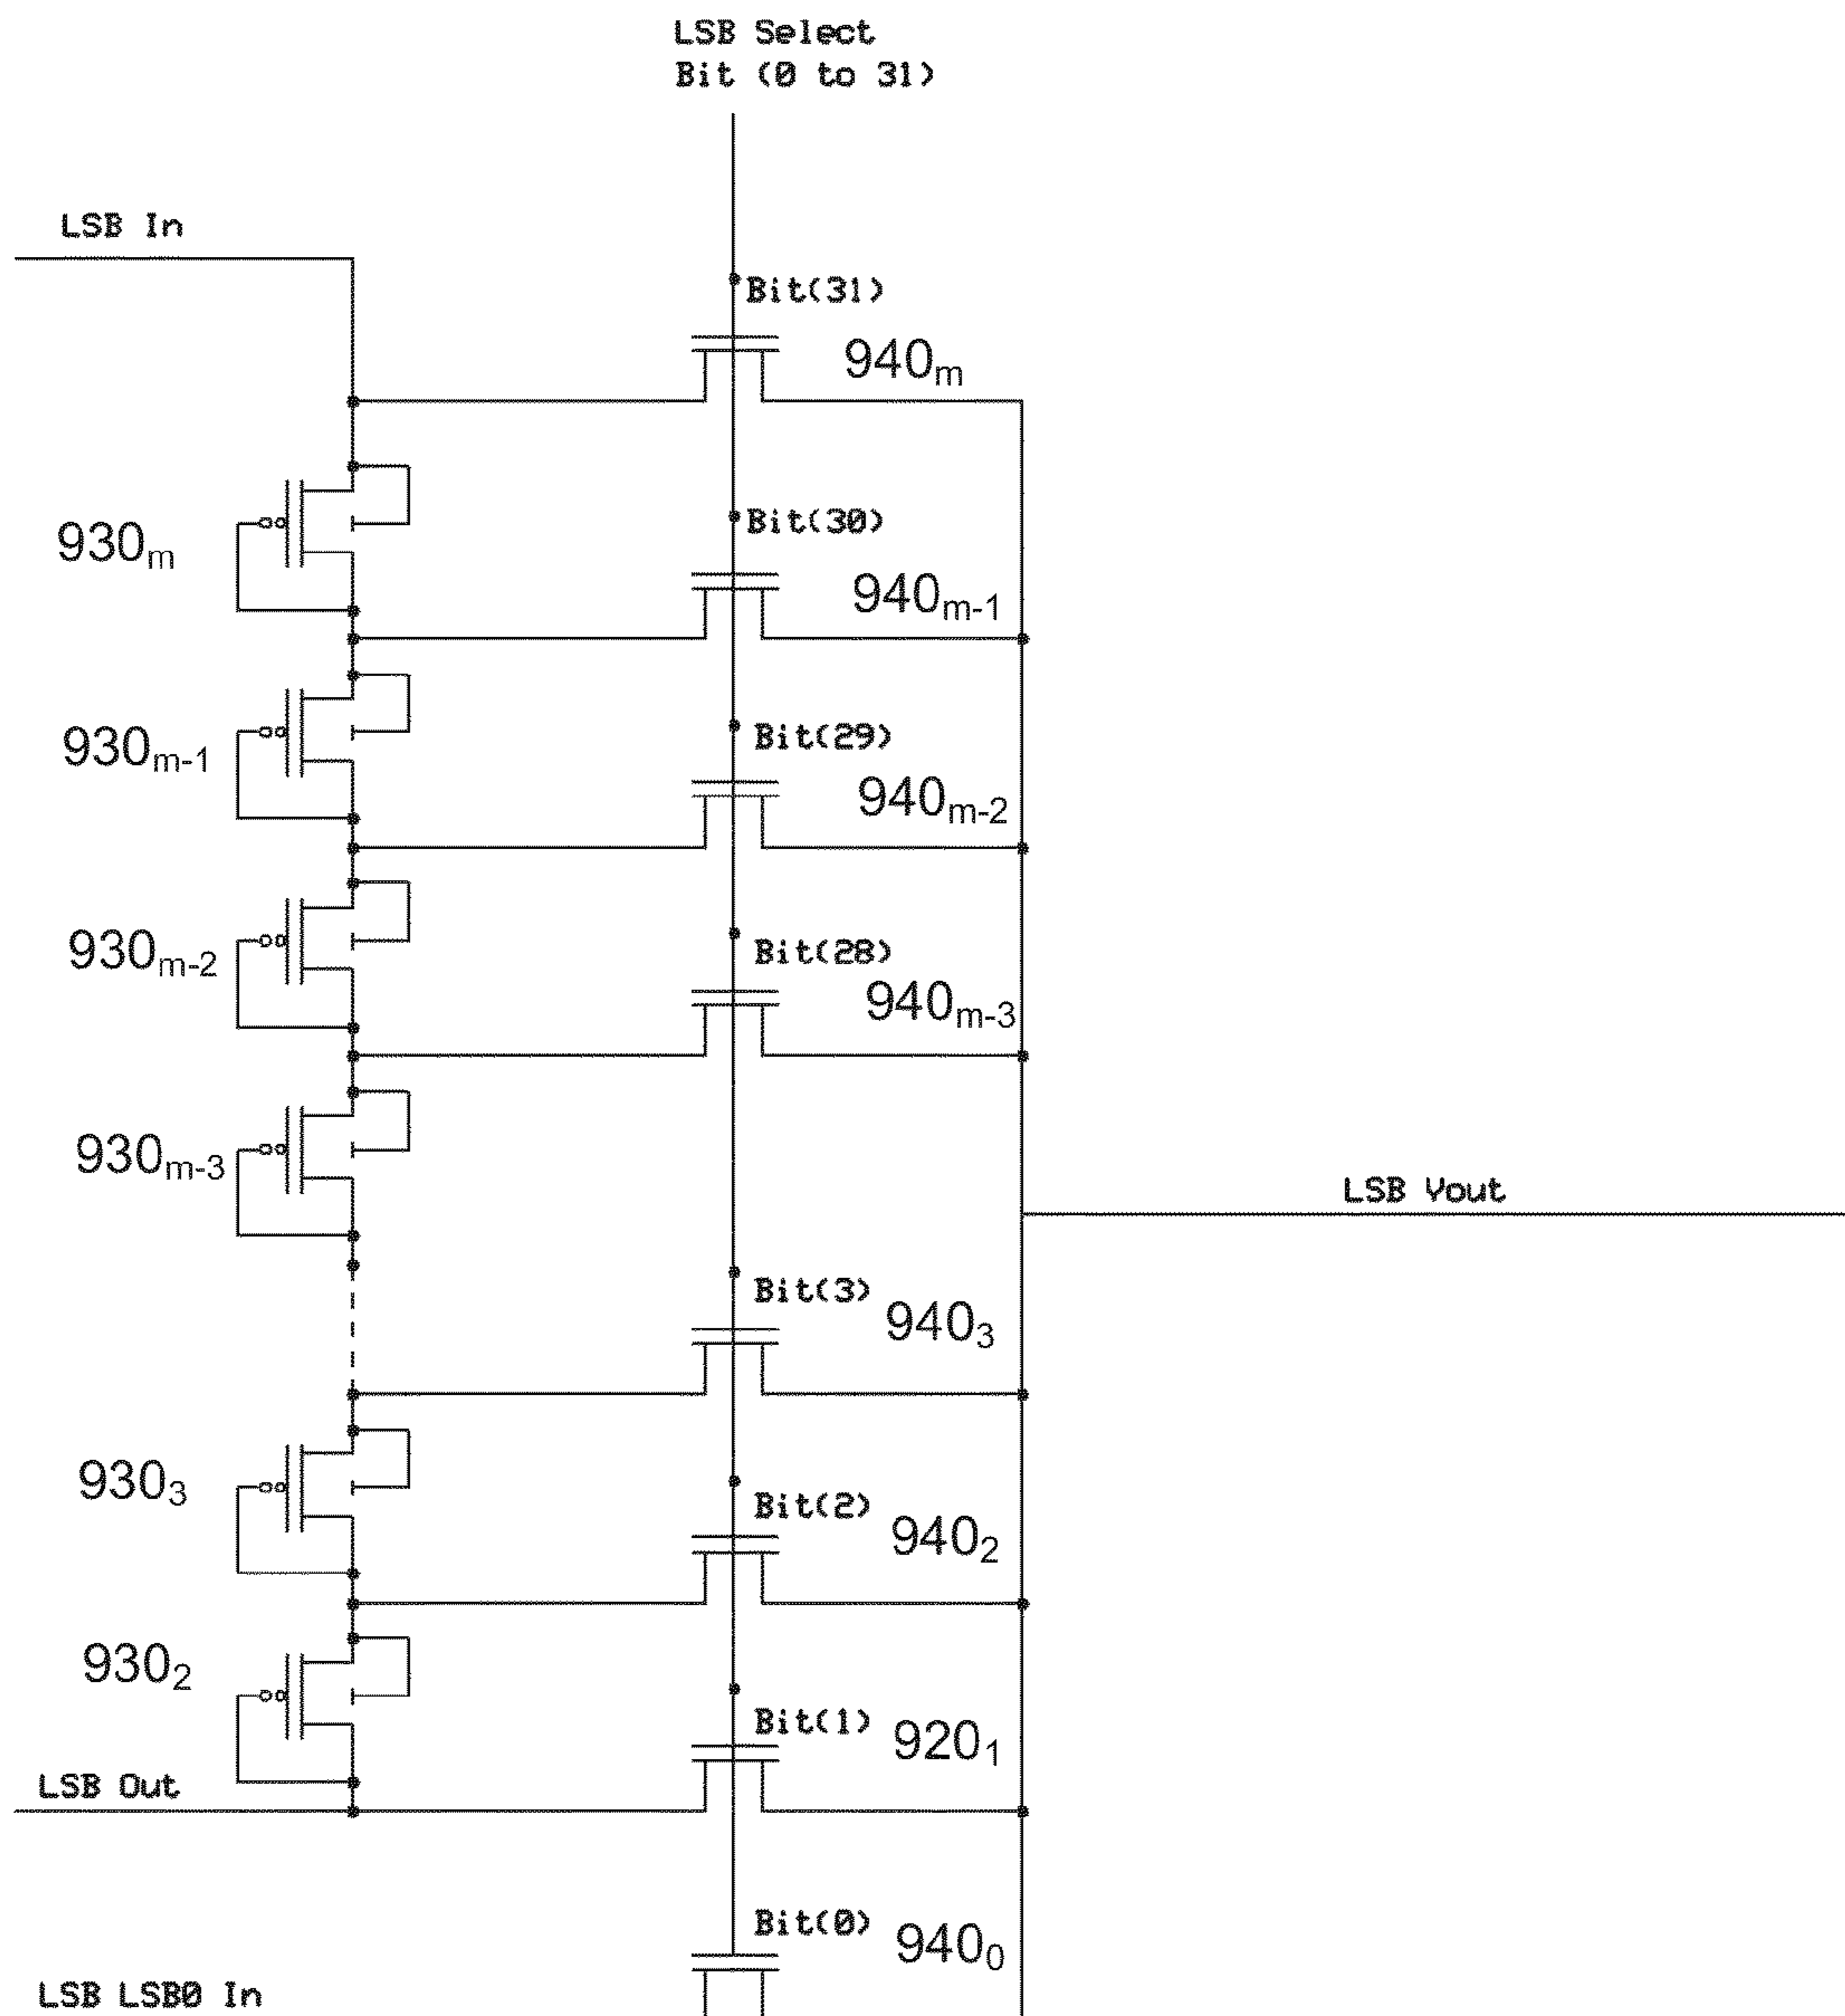 LSB Select
Bit (0 to 31)
LSB In
Bit(31)
940m
930m
Bit(30)
940m-1
930m-1
Bit(29)
940m-2
930m-2
Bit(28)
940m-3
930m-3
LSB Vout
Bit(3)
9403
9303
Bit(2)
9402
9302
Bit(1)
9201
LSB Out
Bit(0)
9400
LSB LSB0 In